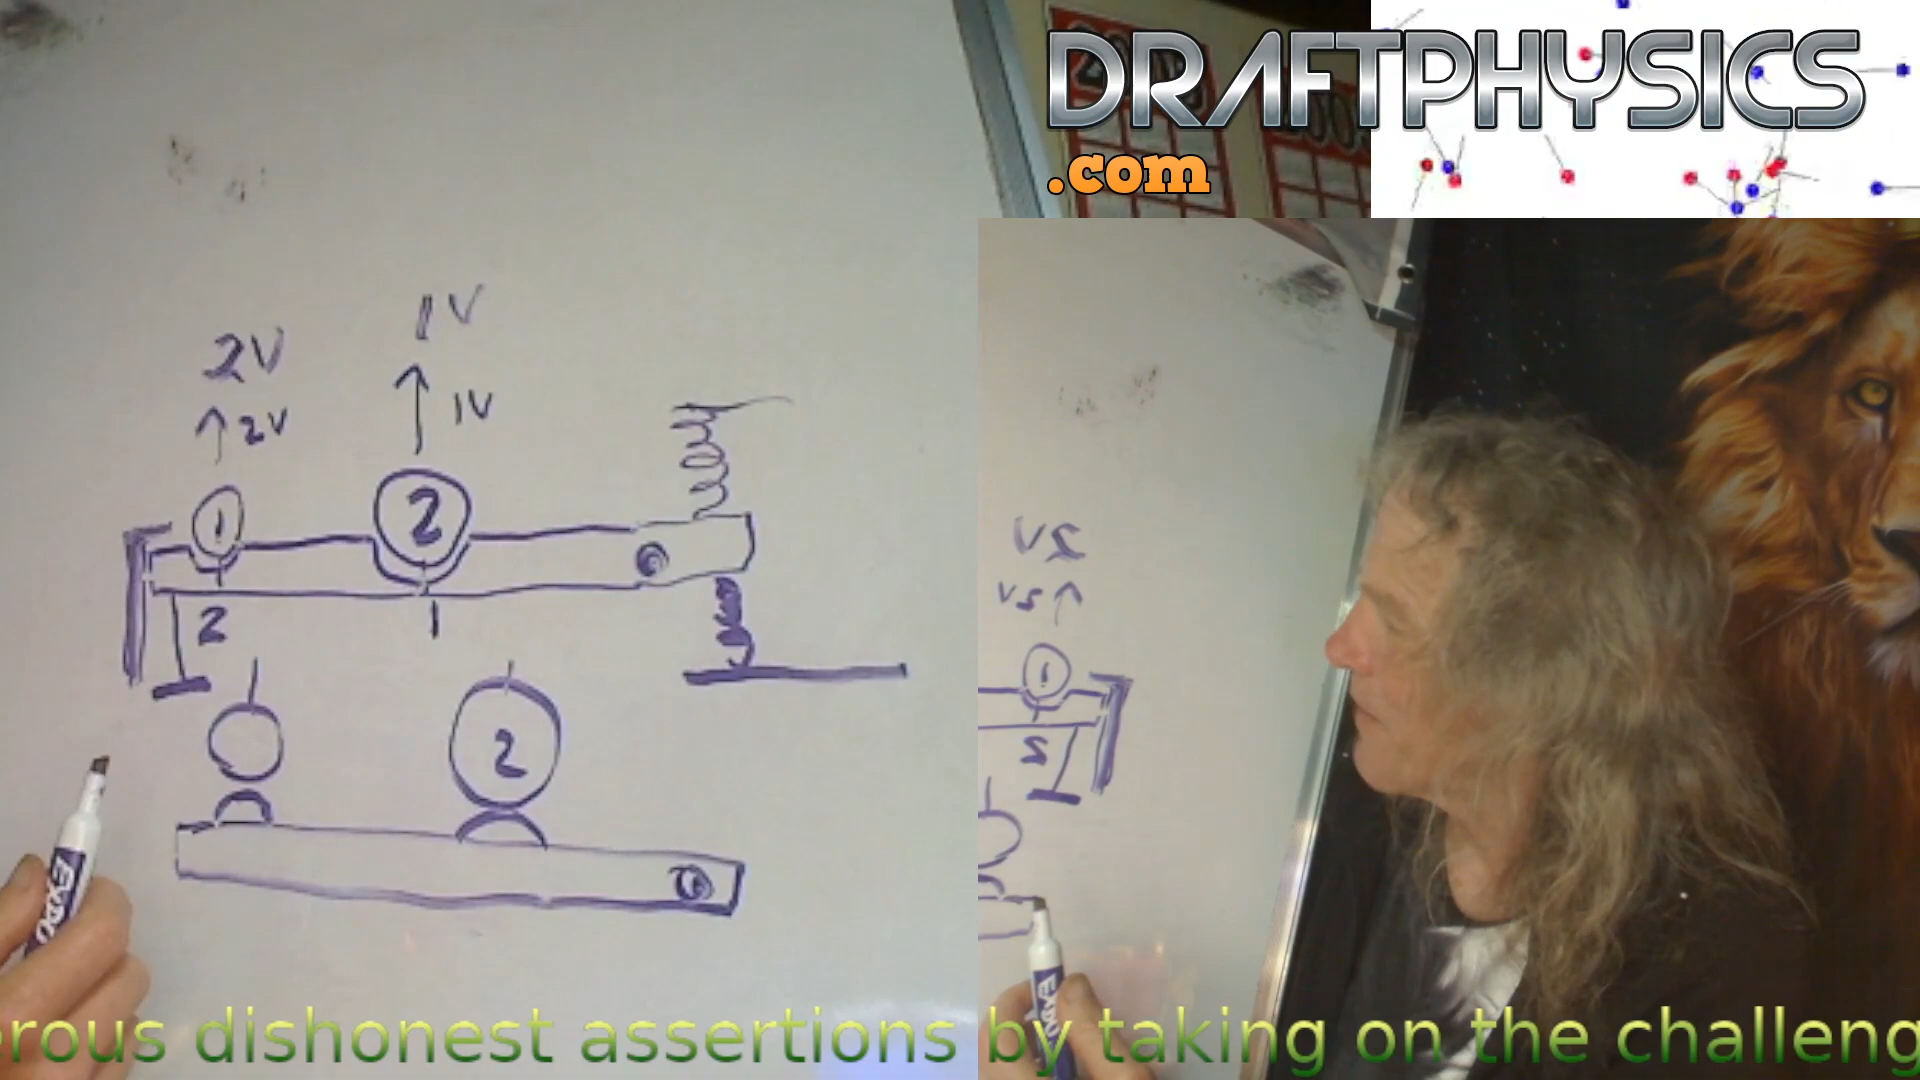 DRAFTPHYSICS
.com
2V
1V
2V
1V
1
2
2
1
2
EXPO
2V
2V
1
2
EXPO
erous dishonest assertions by taking on the challeng